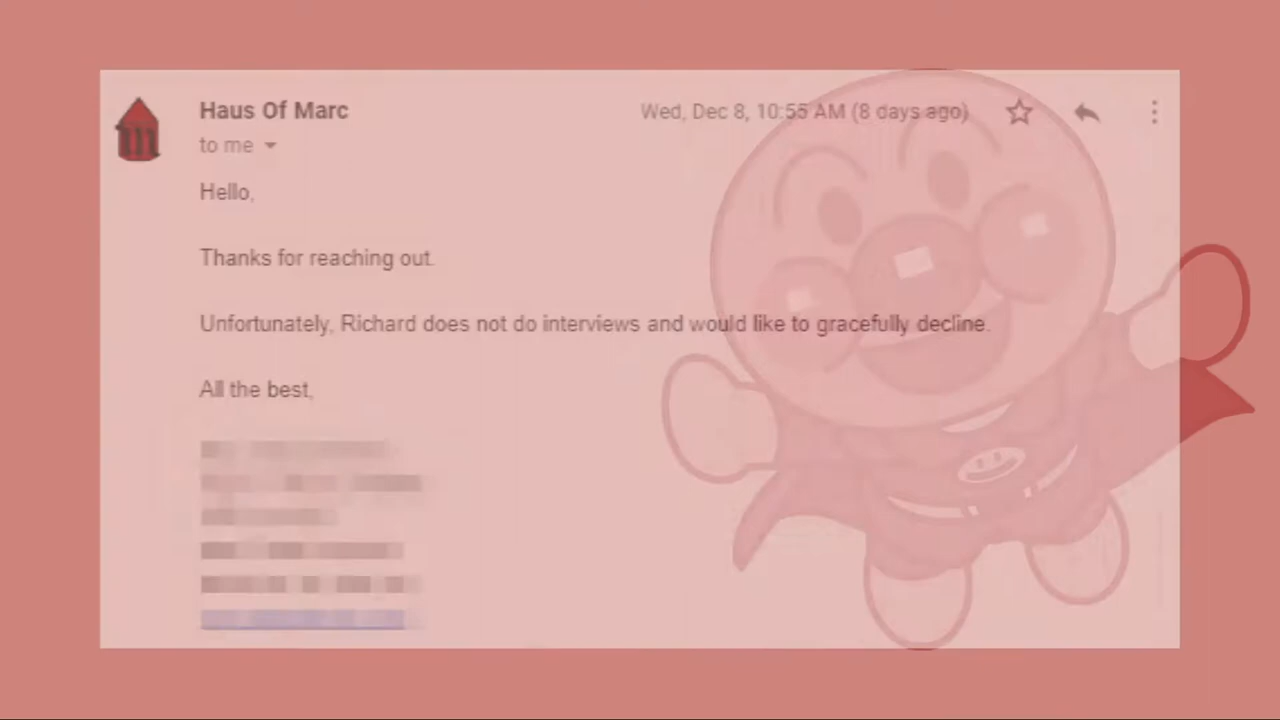 Haus Of Marc
Wed, Dec 8, 10:55 AM (8 days ago)
to me
Hello,
Thanks for reaching out.
Unfortunately, Richard does not do interviews and would like to gracefully decline.
All the best,